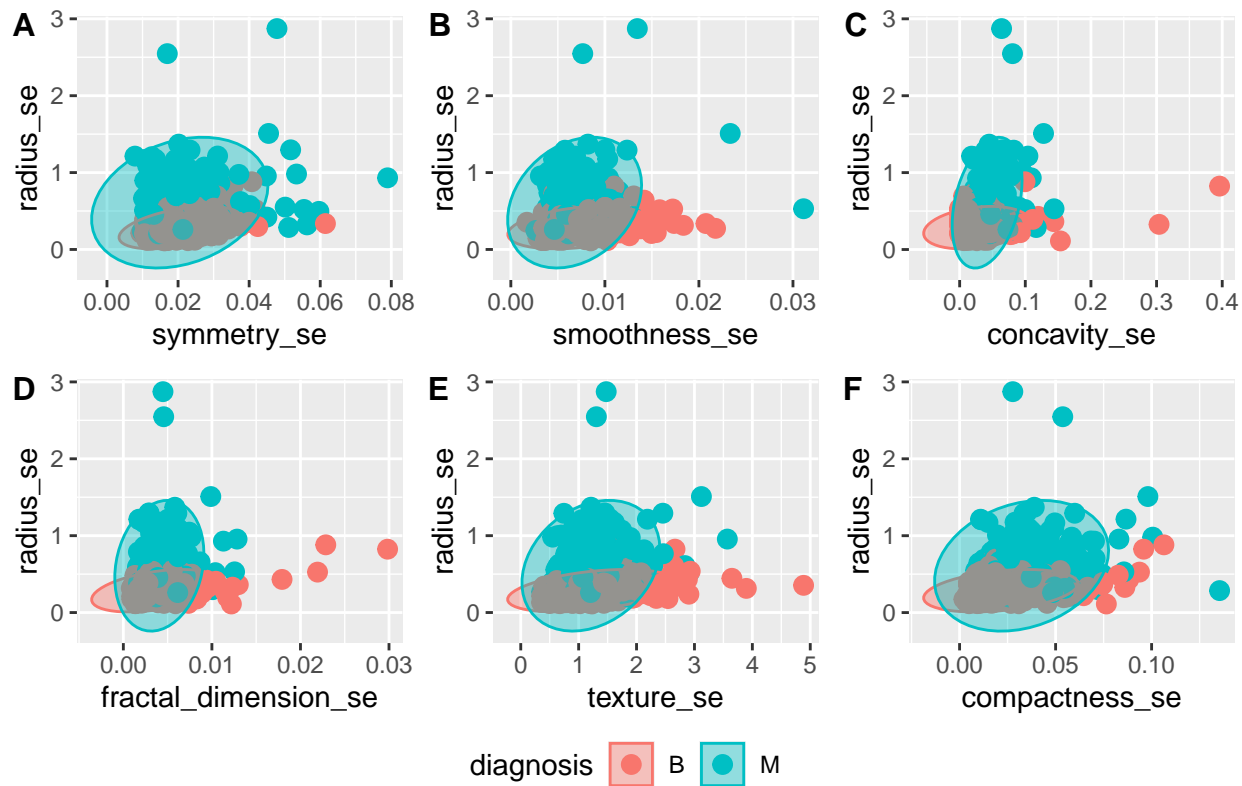 A
radius_se
3
2
1
0
0.00 0.02 0.04 0.06 0.08
symmetry_se
B
radius_se
3
2
1
0
0.00 0.01 0.02 0.03
smoothness_se
C
radius_se
3
2
1
0
0.0 0.1 0.2 0.3 0.4
concavity_se
D
radius_se
3
2
1
0
0.00 0.01 0.02 0.03
fractal_dimension_se
E
radius_se
3
2
1
0
0 1 2 3 4 5
texture_se
F
radius_se
3
2
1
0
0.00 0.05 0.10
compactness_se
diagnosis B M